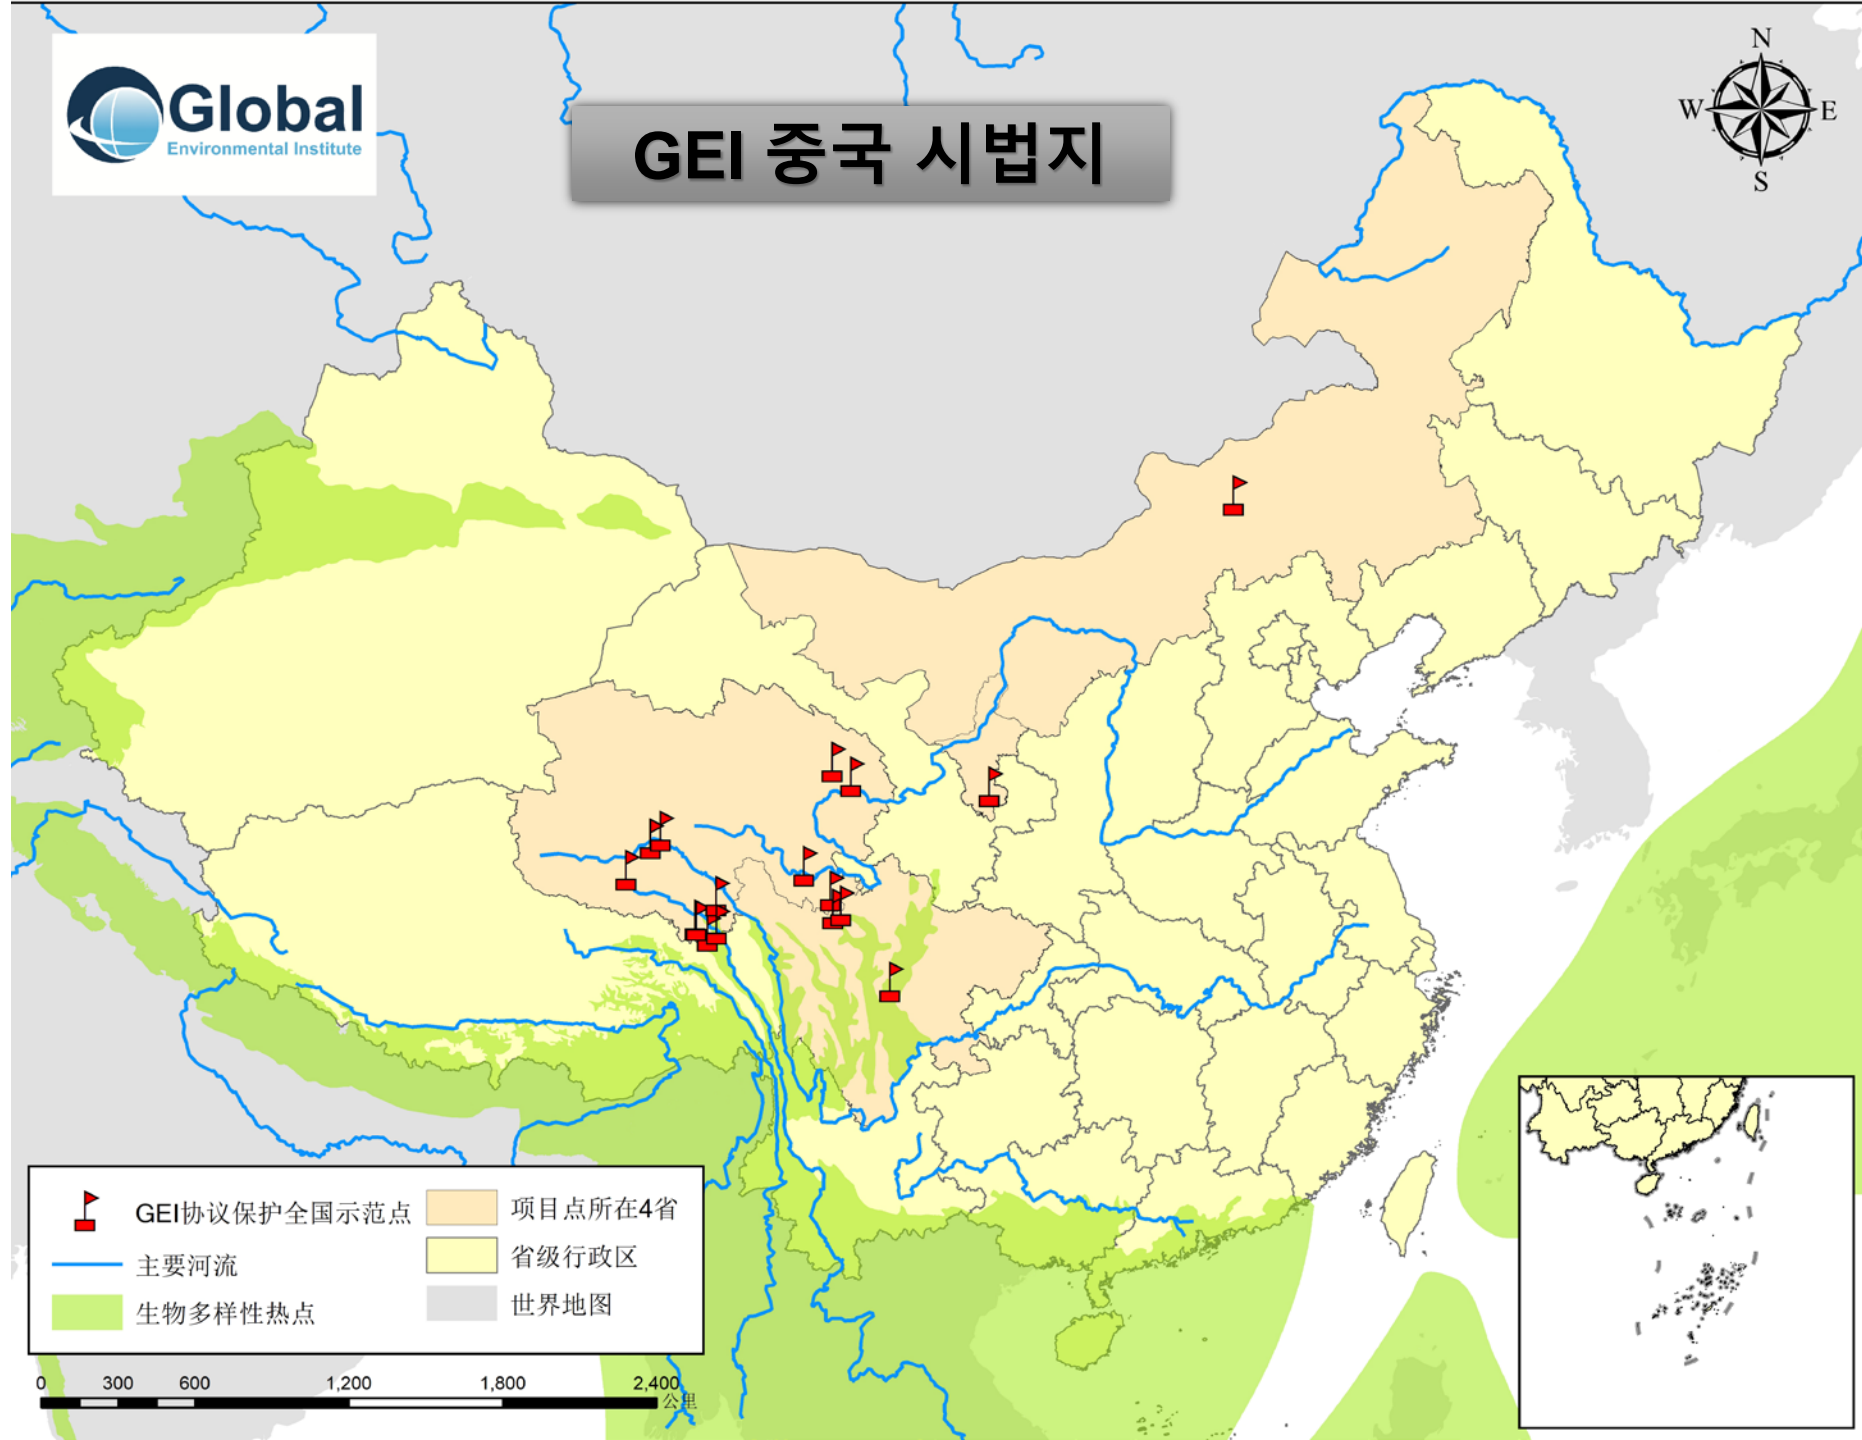 Global
Environmental Institute
GEI 중국 시법지
N
W
E
S
GEI协议保护全国示范点
主要河流
生物多样性热点
项目点所在4省
省级行政区
世界地图
0 300 600 1,200 1,800 2,400
公里